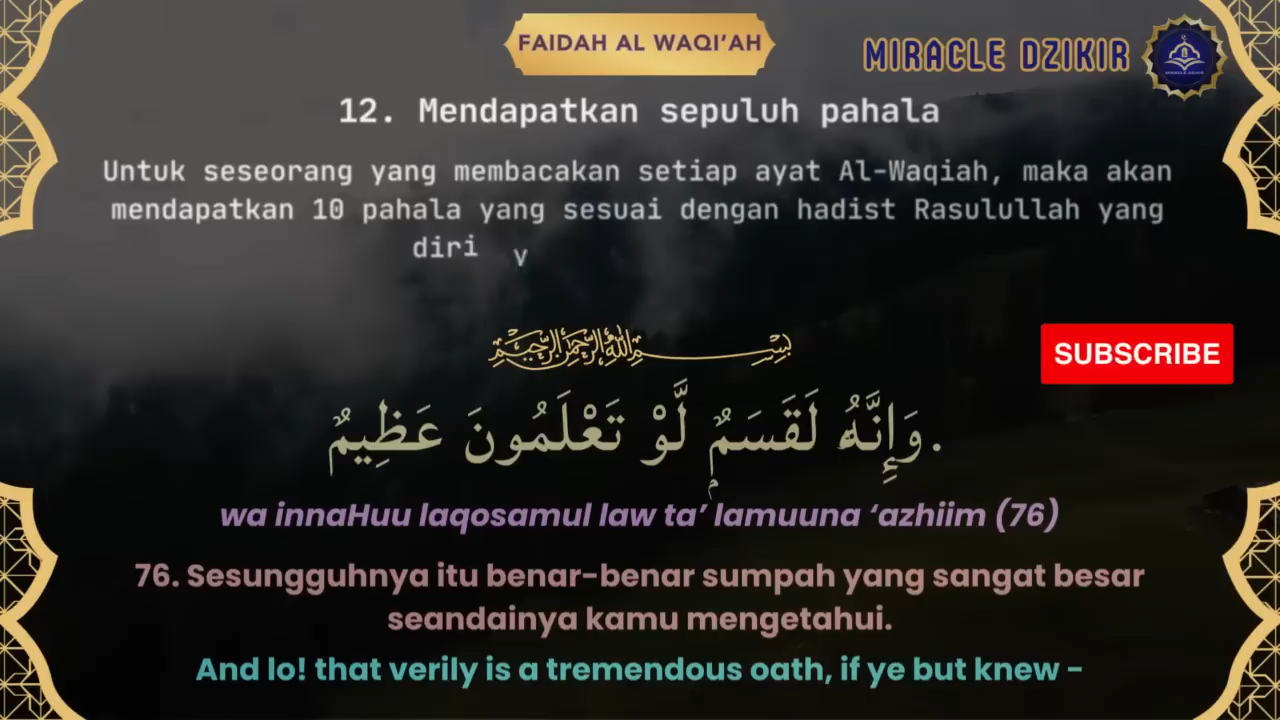 FAIDAH AL WAQI’AH
MIRACLE DZIKIR
12. Mendapatkan sepuluh pahala
Untuk seseorang yang membacakan setiap ayat Al-Waqiah, maka akan
mendapatkan 10 pahala yang sesuai dengan hadist Rasulullah yang
diri y
بِسْمِ اللَّهِ الرَّحْمَنِ الرَّحِيمِ
SUBSCRIBE
وَإِنَّهُ لَقَسَمٌ لَّوْ تَعْلَمُونَ عَظِيمٌ.
wa innaHuu laqosamul law ta’ lamuuna ‘azhiim (76)
76. Sesungguhnya itu benar-benar sumpah yang sangat besar
seandainya kamu mengetahui.
And lo! that verily is a tremendous oath, if ye but knew -